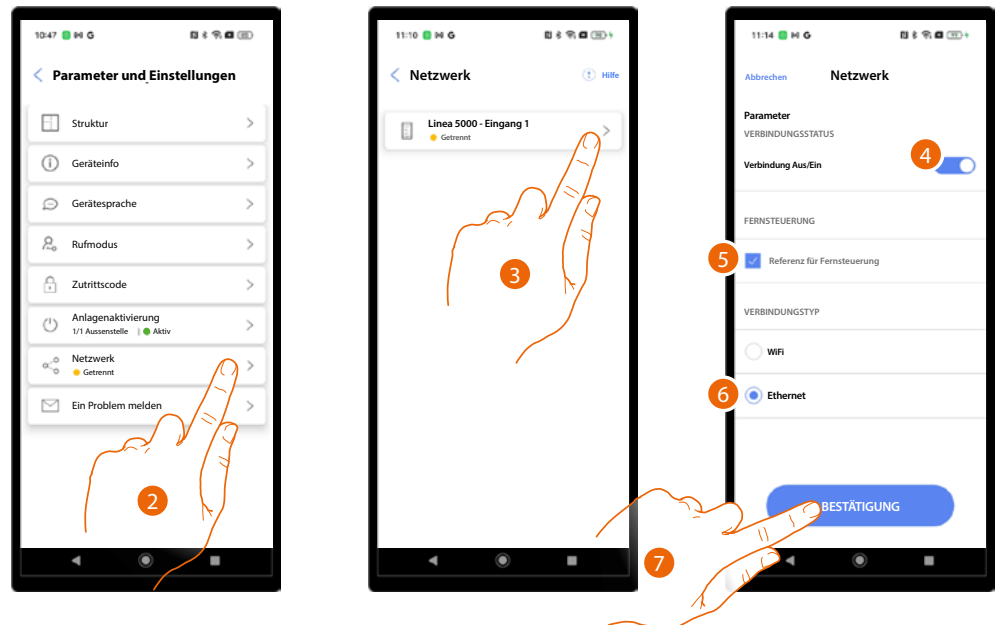 10:47 G
Parameter und Einstellungen
Struktur
Geräteinfo
Gerätesprache
Rufmodus
Zutrittscode
Anlagenaktivierung
1/1 Aussenstelle | Aktiv
Netzwerk
Getrennt
Ein Problem melden
2
11:10 G
Netzwerk
Hilfe
Linea 5000 - Eingang 1
Getrennt
3
11:14 G
Abbrechen
Netzwerk
Parameter
VERBINDUNGSSTATUS
Verbindung Aus/Ein
4
FERNSTEUERUNG
5
Referenz für Fernsteuerung
VERBINDUNGSTYP
WiFi
6
Ethernet
BESTÄTIGUNG
7